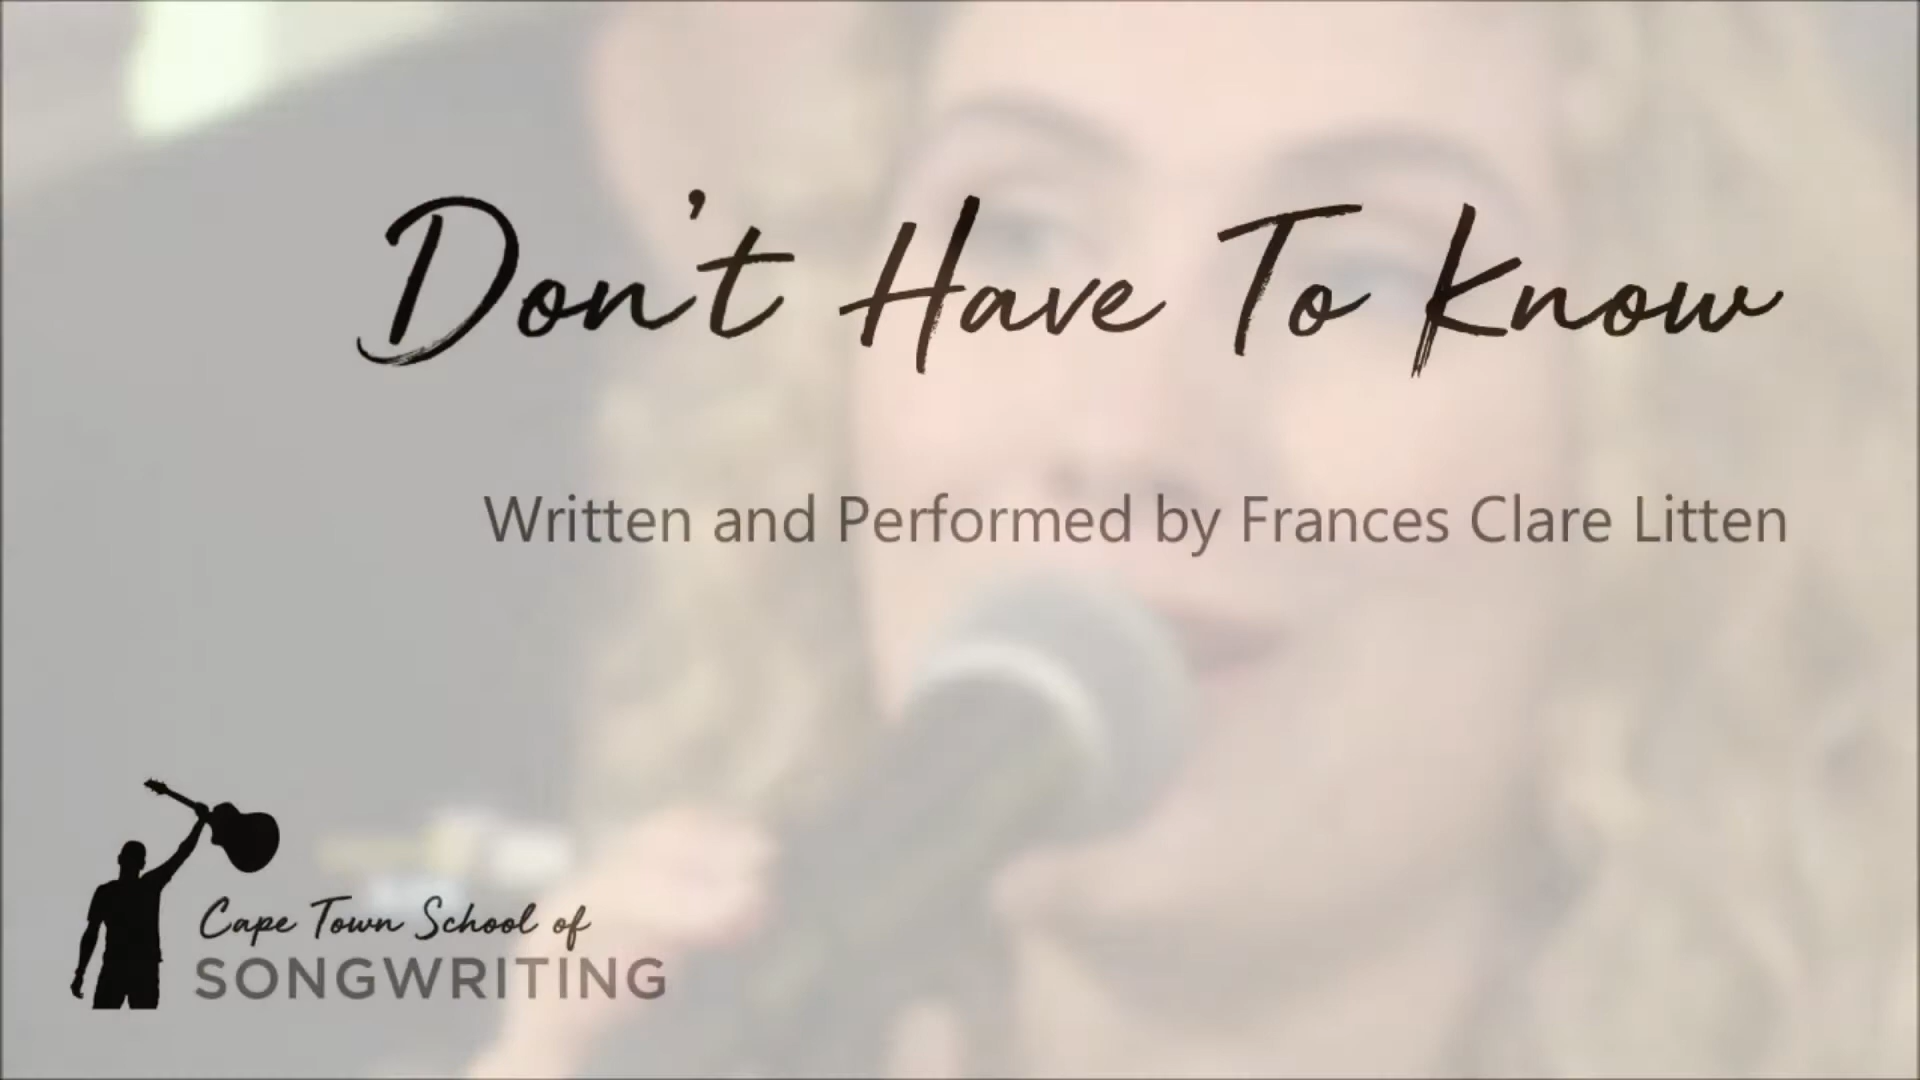 Don't Have To Know
Written and Performed by Frances Clare Litten
Cape Town School of
SONGWRITING